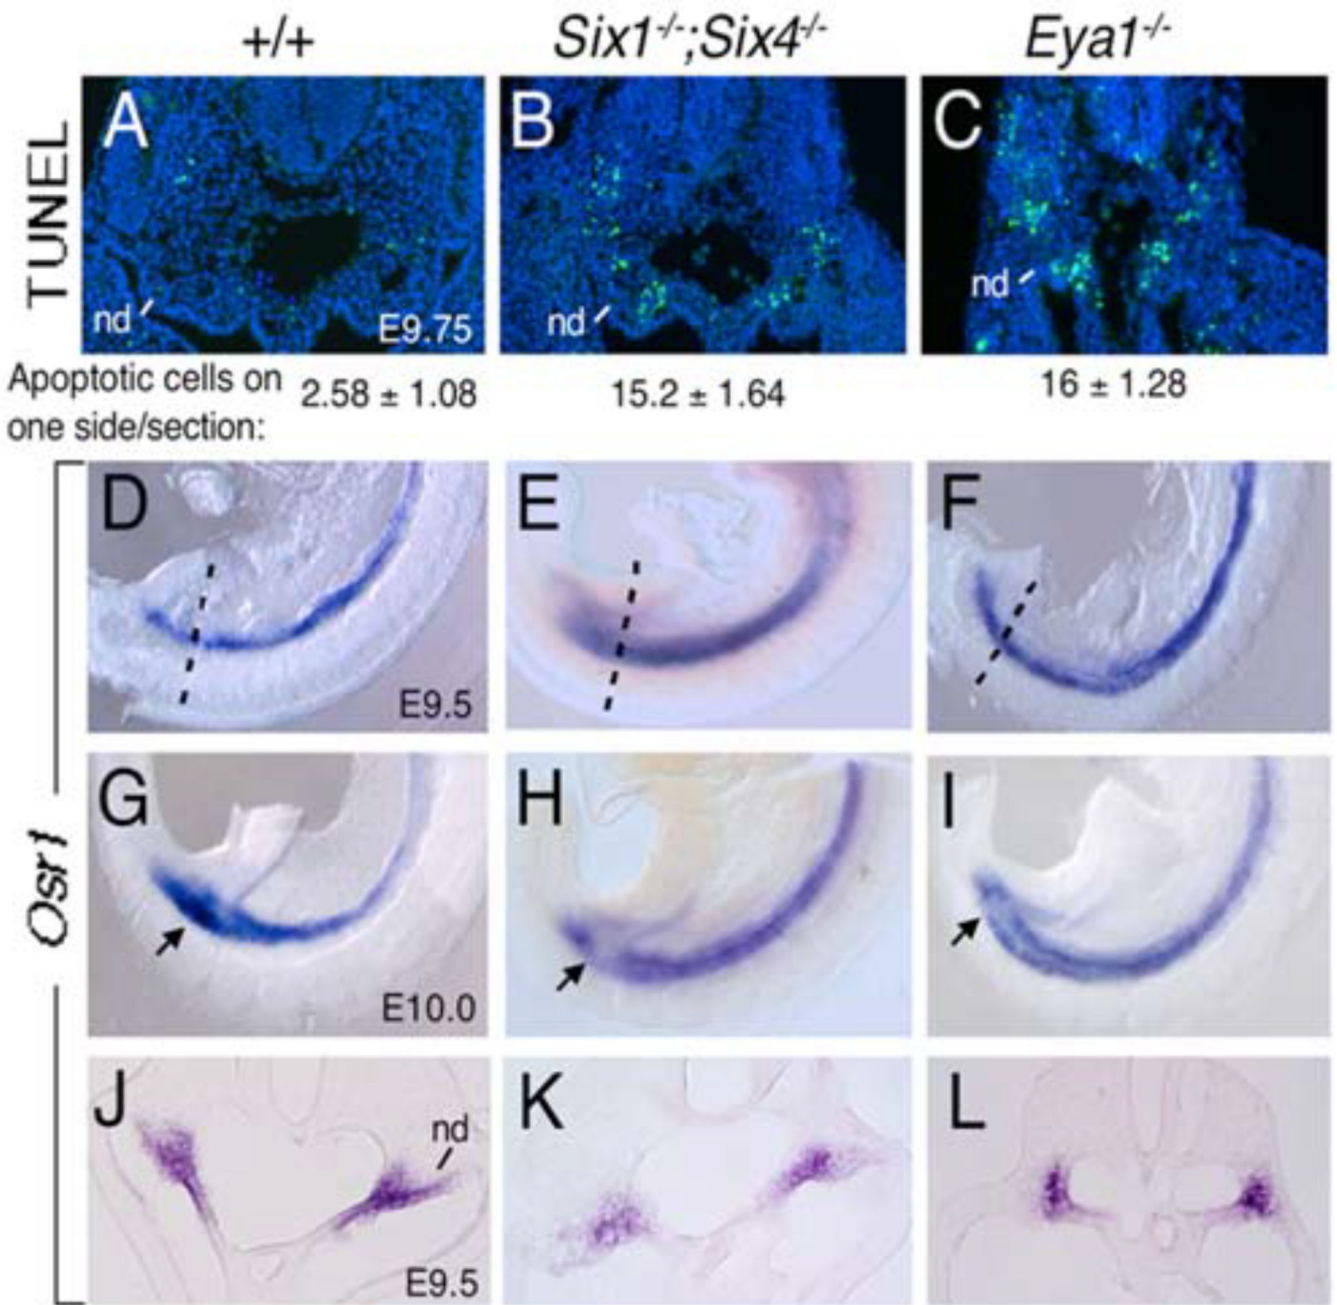 +/+ Six1-/-;Six4-/- Eya1-/-
TUNEL
A B C
nd nd nd
E9.75
Apoptotic cells on
one side/section:
2.58 ± 1.08 15.2 ± 1.64 16 ± 1.28
Osr1
D E F
E9.5
G H I
E10.0
J K L
nd
E9.5